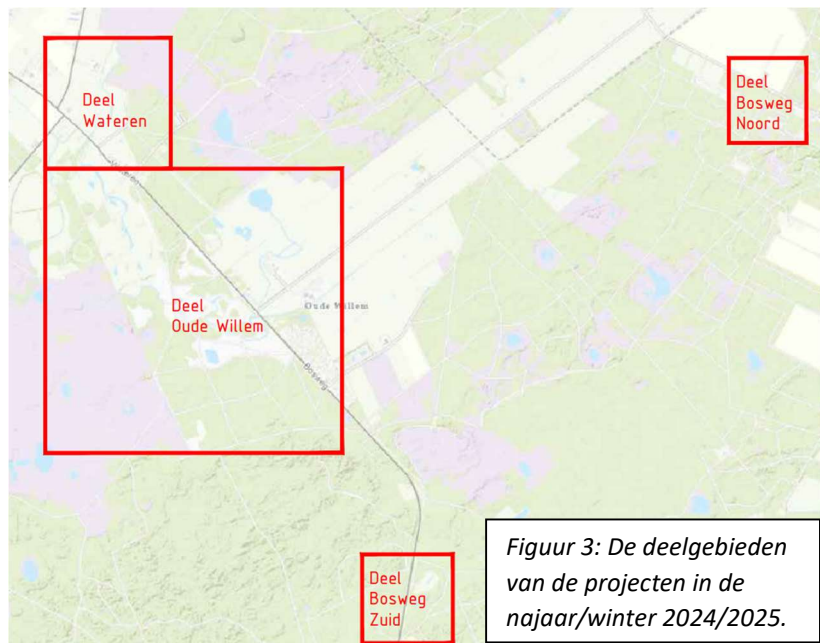 Deel
Wateren
Deel
Bosweg
Noord
Wateren
Deel
Oude Willem
Oude Willem
Bosweg
Deel
Bosweg
Zuid
Figuur 3: De deelgebieden
van de projecten in de
najaar/winter 2024/2025.